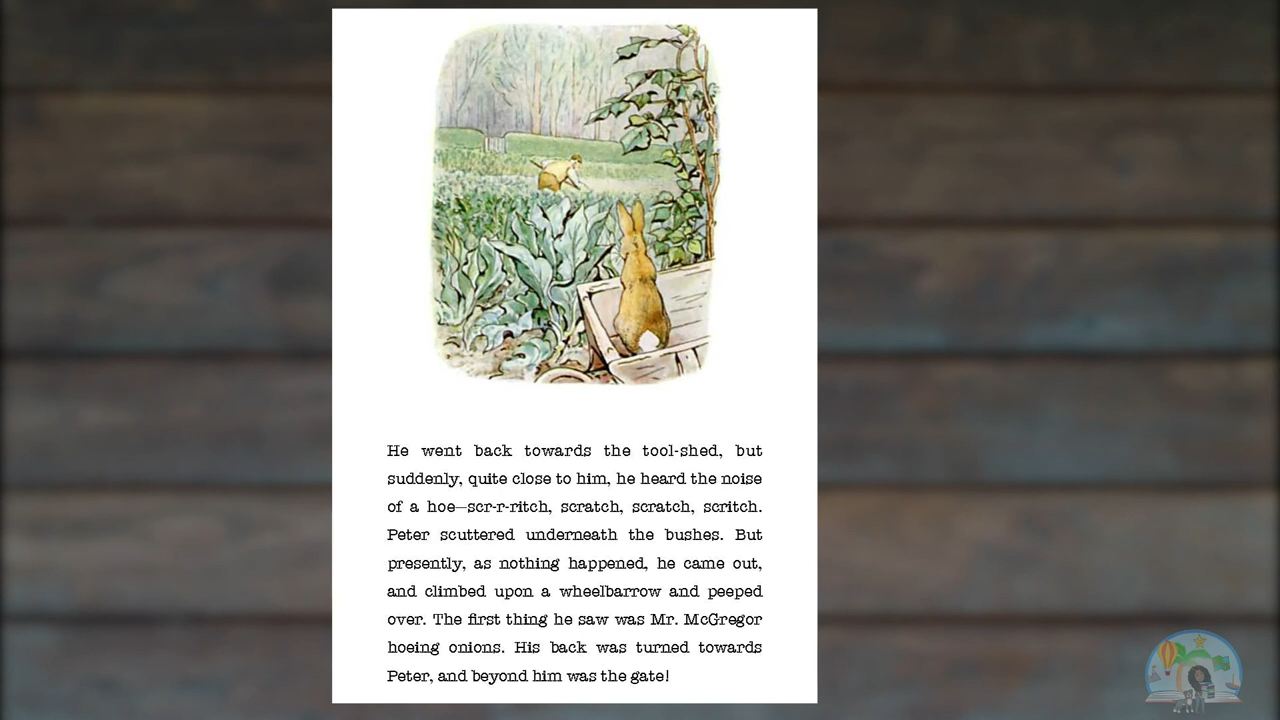 He went back towards the tool-shed, but
suddenly, quite close to him, he heard the noise
of a hoe—scr-r-ritch, scratch, scratch, scritch.
Peter scuttered underneath the bushes. But
presently, as nothing happened, he came out,
and climbed upon a wheelbarrow and peeped
over. The first thing he saw was Mr. McGregor
hoeing onions. His back was turned towards
Peter, and beyond him was the gate!